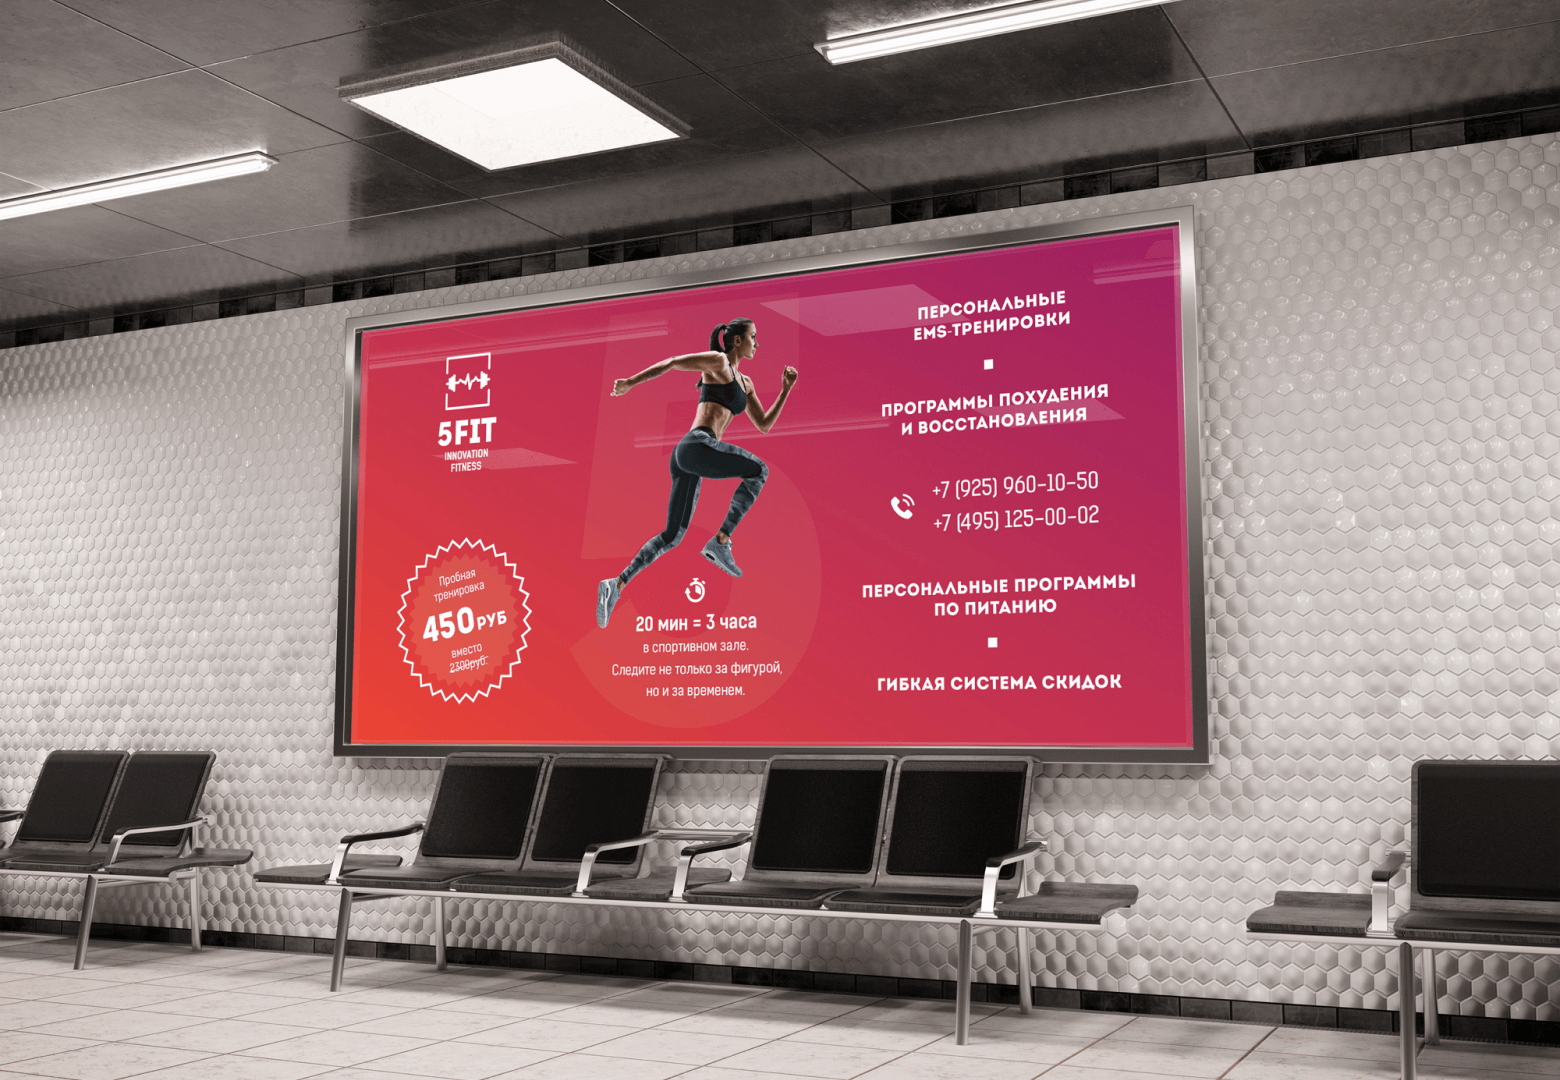 5FIT
INNOVATION
FITNESS
Пробная
тренировка
450 РУБ
вместо
2300руб.
20 мин = 3 часа
в спортивном зале.
Следите не только за фигурой,
но и за временем.
ПЕРСОНАЛЬНЫЕ
EMS-ТРЕНИРОВКИ
ПРОГРАММЫ ПОХУДЕНИЯ
И ВОССТАНОВЛЕНИЯ
+7 (925) 960-10-50
+7 (495) 125-00-02
ПЕРСОНАЛЬНЫЕ ПРОГРАММЫ
ПО ПИТАНИЮ
ГИБКАЯ СИСТЕМА СКИДОК